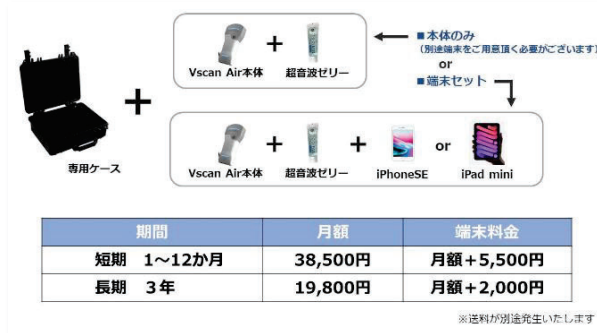 ■本体のみ
(別途端末をご用意頂く必要がございます)
or
■端末セット
Vscan Air本体 + 超音波ゼリー
+
専用ケース
Vscan Air本体 + 超音波ゼリー + iPhoneSE or iPad mini
期間 月額 端末料金
短期 1～12か月 38,500円 月額＋5,500円
長期 3年 19,800円 月額＋2,000円
※送料が別途発生いたします